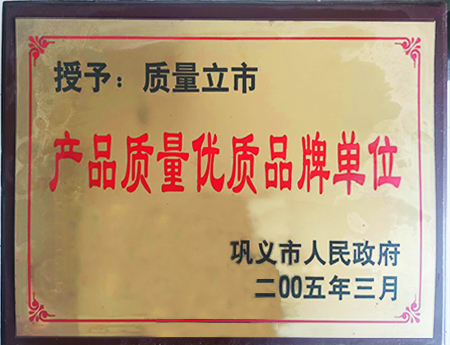 授予：质量立市
产品质量优质品牌单位
巩义市人民政府
二00五年三月